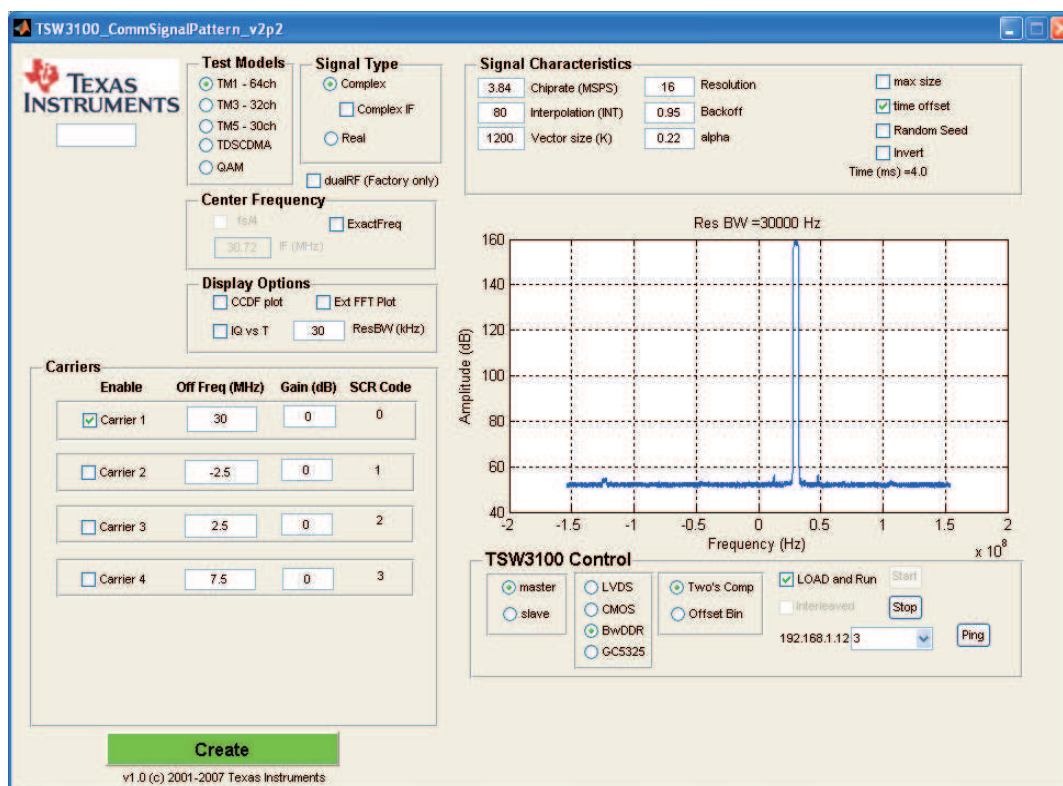 TSW3100_CommSignalPattern_v2p2
TEXAS
INSTRUMENTS
Test Models
TM1 - 64ch
TM3 - 32ch
TM5 - 30ch
TDSCDMA
QAM
Signal Type
Complex
Complex IF
Real
dualRF (Factory only)
Signal Characteristics
3.84 Chiprate (MSPS) 16 Resolution
80 Interpolation (INT) 0.95 Backoff
1200 Vector size (K) 0.22 alpha
max size
time offset
Random Seed
Invert
Time (ms) =4.0
Center Frequency
fs/4 ExactFreq
30.72 IF (MHz)
Display Options
CCDF plot Ext FFT Plot
IQ vs T 30 ResBW (kHz)
Carriers
Enable Off Freq (MHz) Gain (dB) SCR Code
Carrier 1 30 0 0
Carrier 2 -2.5 0 1
Carrier 3 2.5 0 2
Carrier 4 7.5 0 3
Create
v1.0 (c) 2001-2007 Texas Instruments
Res BW =30000 Hz
Amplitude (dB)
160
140
120
100
80
60
40
-2 -1.5 -1 -0.5 0 0.5 1 1.5 2
Frequency (Hz)
x 10^8
TSW3100 Control
master
slave
LVDS
CMOS
BwDDR
GC5325
Two's Comp
Offset Bin
LOAD and Run Start
Interleaved Stop
192.168.1.12 3 Ping